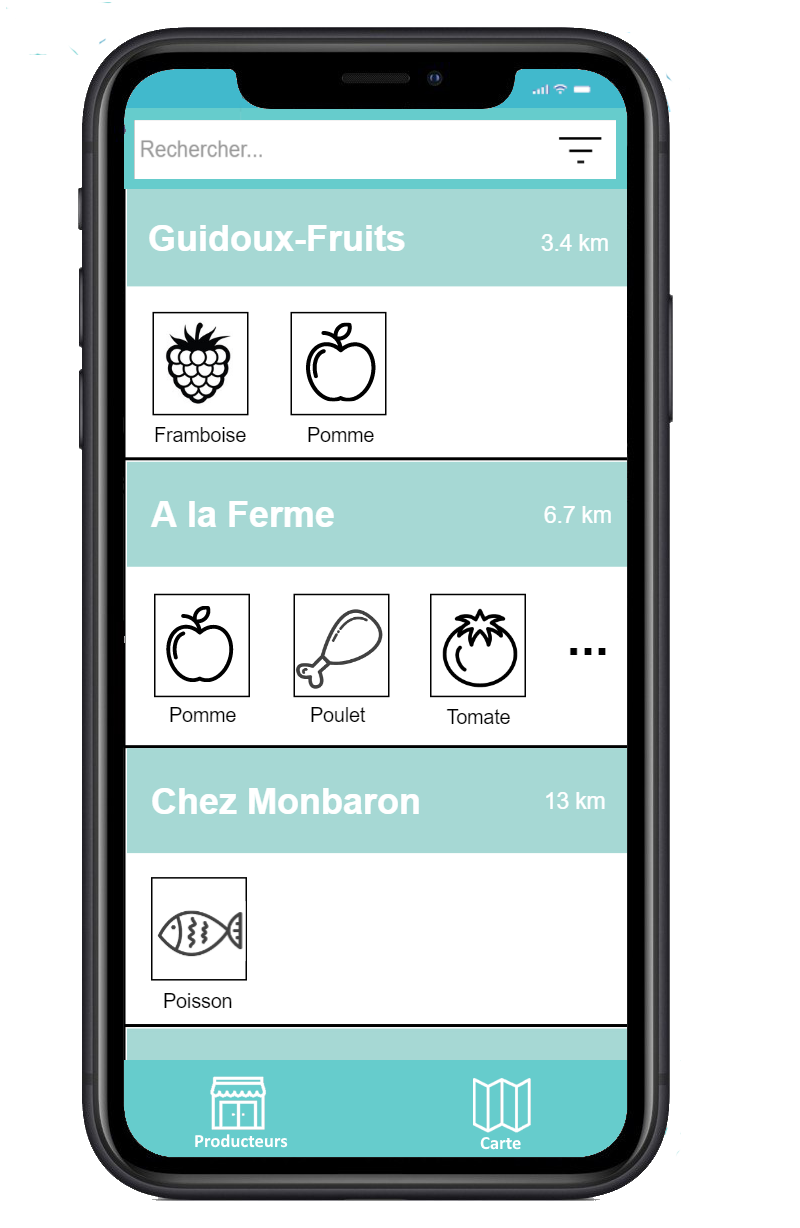 Rechercher...
Guidoux-Fruits 3.4 km
Framboise Pomme
A la Ferme 6.7 km
Pomme Poulet Tomate
...
Chez Monbaron 13 km
Poisson
Producteurs Carte